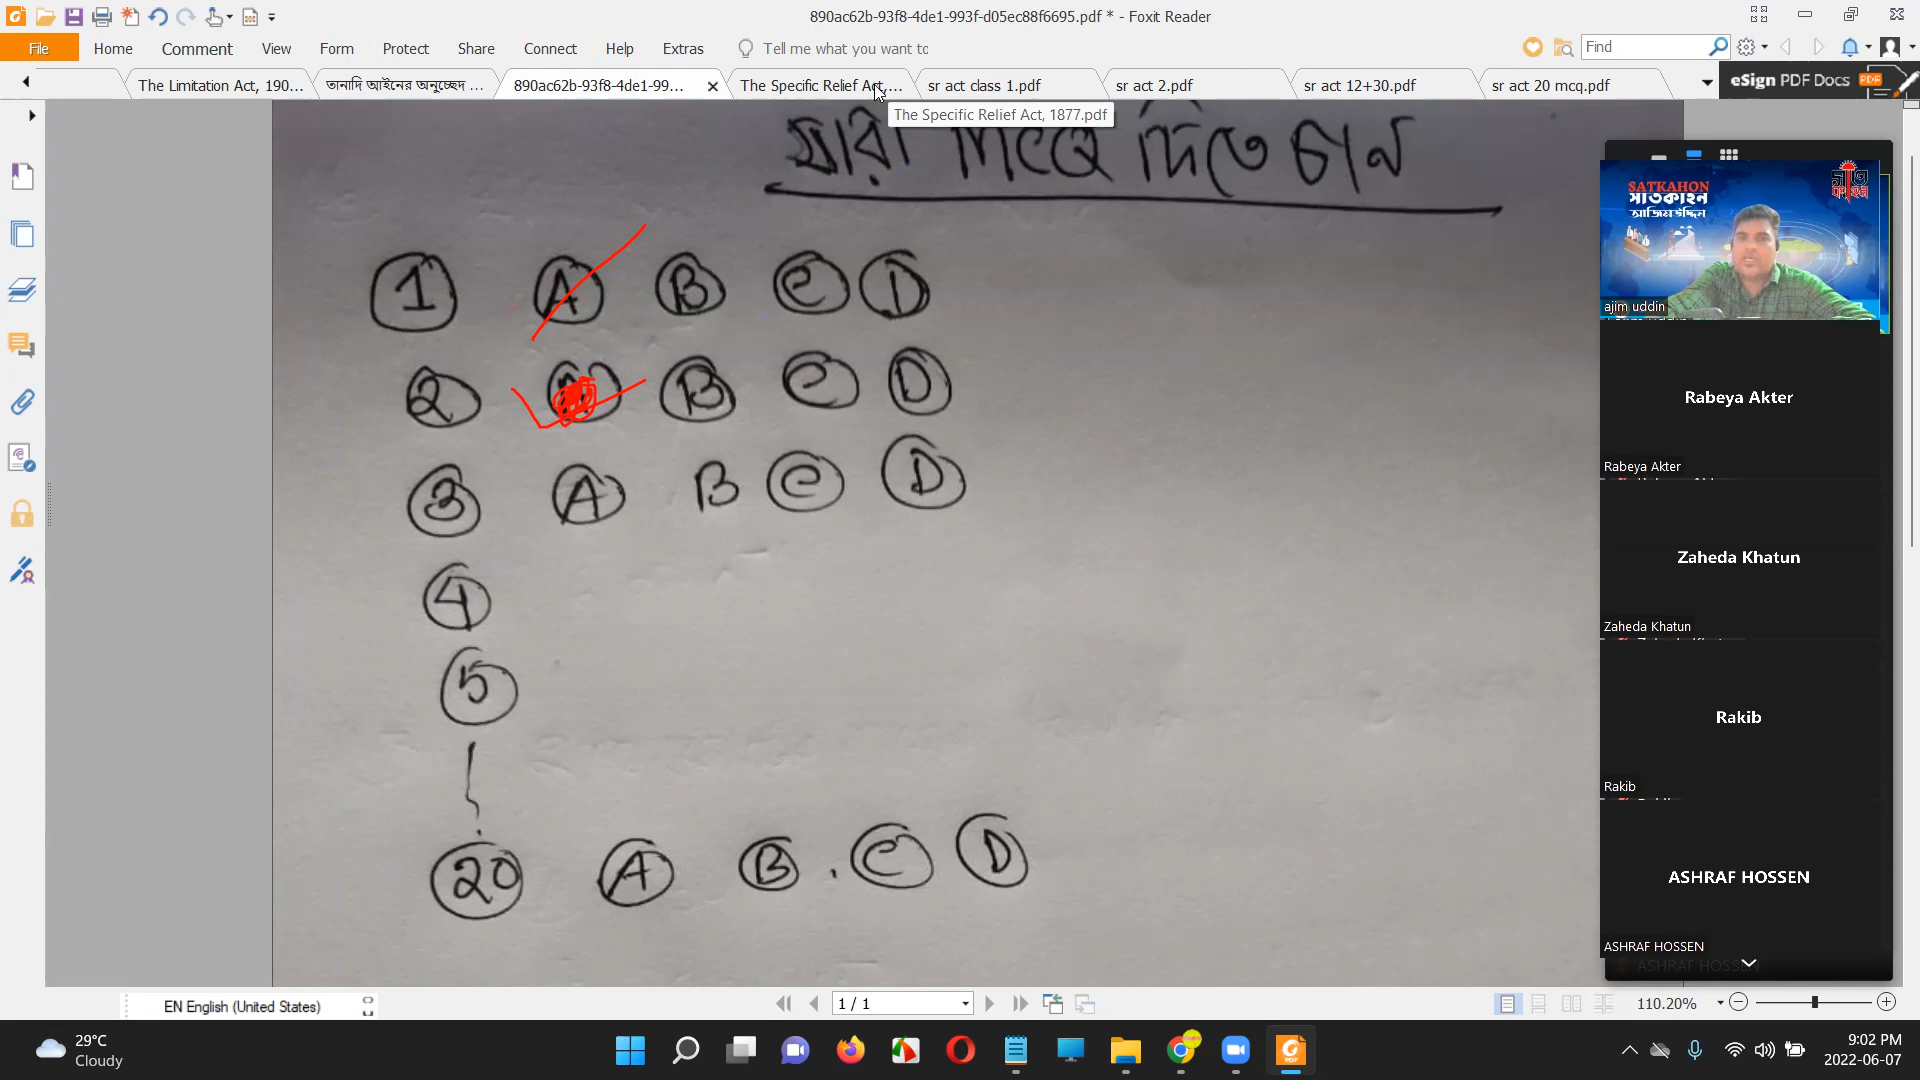 890ac62b-93f8-4de1-993f-d05ec88f6695.pdf * - Foxit Reader
File Home Comment View Form Protect Share Connect Help Extras Tell me what you want to Find
The Limitation Act, 190... তামাদি আইনের অনুচ্ছেদ ... 890ac62b-93f8-4de1-99... The Specific Relief Act,... sr act class 1.pdf sr act 2.pdf sr act 12+30.pdf sr act 20 mcq.pdf eSign PDF Docs PDF
The Specific Relief Act, 1877.pdf
যারা দিতে চান
1 A B C D
2 B C D
3 A B C D
4
5
20 A B C D
SATKAHON
সাতকাহন
আজিম উদ্দিন
ajim uddin
Rabeya Akter
Rabeya Akter
Zaheda Khatun
Zaheda Khatun
Rakib
Rakib
ASHRAF HOSSEN
ASHRAF HOSSEN
ASHRAF HOSSEN
EN English (United States) 1 / 1 110.20%
29°C
Cloudy
9:02 PM
2022-06-07